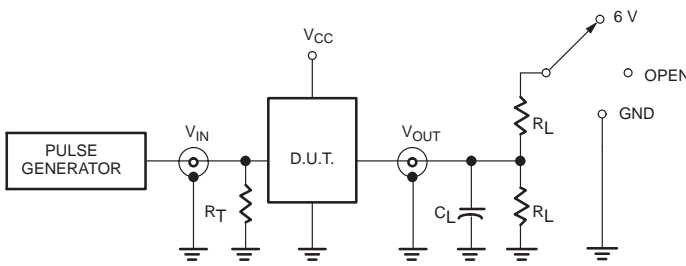 6 V
VCC
OPEN
GND
RL
VIN
VOUT
PULSE
GENERATOR
D.U.T.
RT
CL
RL